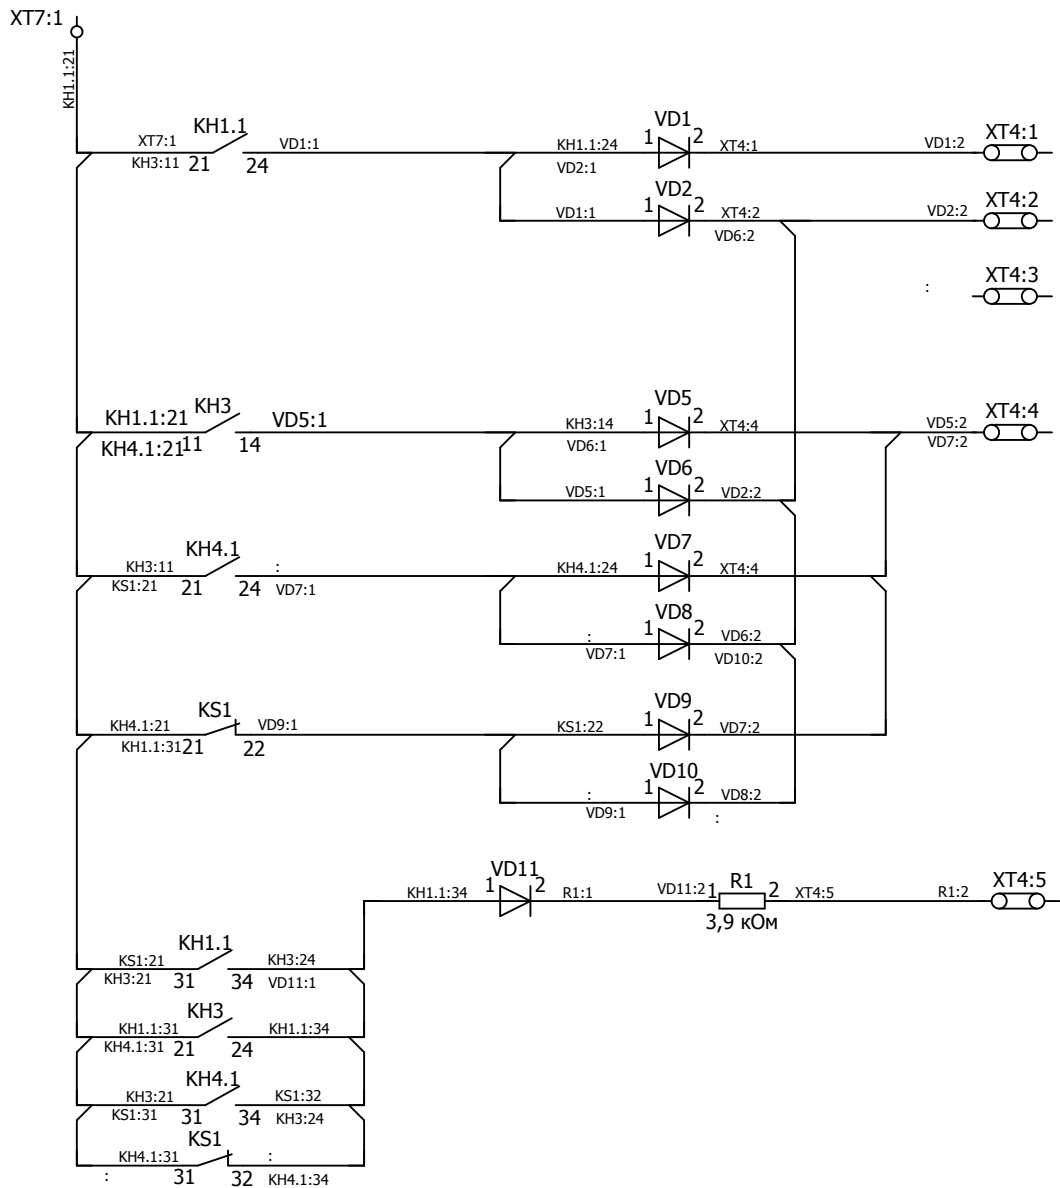 XT7:1
KH1.1:21
XT7:1 KH1.1 VD1:1 KH1.1:24 VD1 XT4:1 VD1:2 XT4:1
KH3:11 21 24 VD2:1 1 2
VD1:1 VD2 XT4:2 VD2:2 XT4:2
1 2 VD6:2
: XT4:3
KH1.1:21 KH3 VD5:1 KH3:14 VD5 XT4:4 VD5:2 XT4:4
KH4.1:21 11 14 VD6:1 1 2 VD7:2
VD5:1 VD6 VD2:2
1 2
KH3:11 KH4.1 : KH4.1:24 VD7 XT4:4
KS1:21 21 24 VD7:1 1 2
: VD8 VD6:2
VD7:1 1 2 VD10:2
KH4.1:21 KS1 VD9:1 KS1:22 VD9 VD7:2
KH1.1:31 21 22 1 2
: VD10 VD8:2
VD9:1 1 2 :
KH1.1:34 VD11 R1:1 VD11:2 R1 XT4:5 R1:2 XT4:5
1 2 1 2
3,9 кОм
KS1:21 KH1.1 KH3:24
KH3:21 31 34 VD11:1
KH1.1:31 KH3 KH1.1:34
KH4.1:31 21 24
KH3:21 KH4.1 KS1:32
KS1:31 31 34 KH3:24
KH4.1:31 KS1 :
: 31 32 KH4.1:34